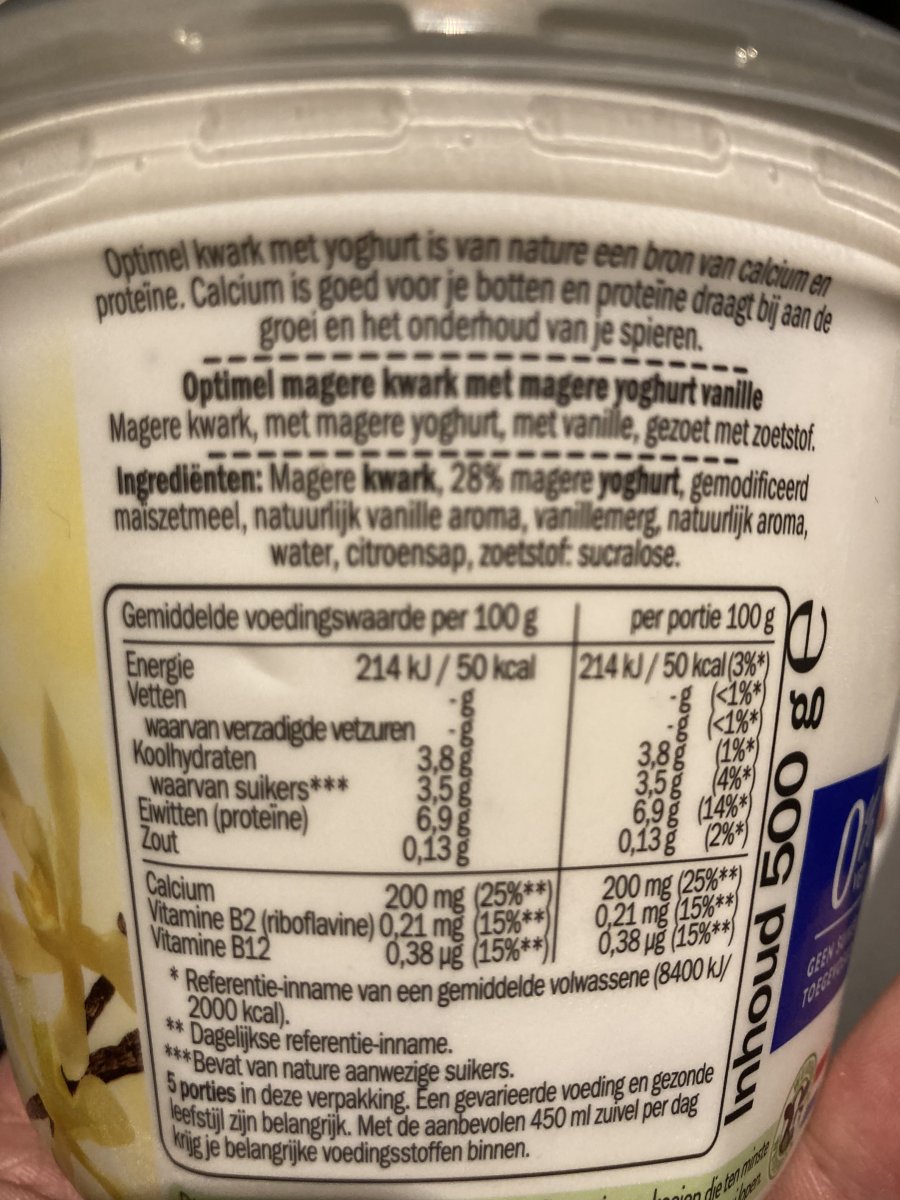 Optimel kwark met yoghurt is van nature een bron van calcium en
proteïne. Calcium is goed voor je botten en proteïne draagt bij aan de
groei en het onderhoud van je spieren.
Optimel magere kwark met magere yoghurt vanille
Magere kwark, met magere yoghurt, met vanille, gezoet met zoetstof.
Ingrediënten: Magere kwark, 28% magere yoghurt, gemodificeerd
maïszetmeel, natuurlijk vanille aroma, vanillemerg, natuurlijk aroma,
water, citroensap, zoetstof: sucralose.
Gemiddelde voedingswaarde per 100 g per portie 100 g
Energie 214 kJ / 50 kcal 214 kJ / 50 kcal (3%*)
Vetten -g -g (<1%*)
waarvan verzadigde vetzuren -g -g (<1%*)
Koolhydraten 3,8 g 3,8 g (1%*)
waarvan suikers*** 3,5 g 3,5 g (4%*)
Eiwitten (proteïne) 6,9 g 6,9 g (14%*)
Zout 0,13 g 0,13 g (2%*)
Calcium 200 mg (25%**) 200 mg (25%**)
Vitamine B2 (riboflavine) 0,21 mg (15%**) 0,21 mg (15%**)
Vitamine B12 0,38 µg (15%**) 0,38 µg (15%**)
* Referentie-inname van een gemiddelde volwassene (8400 kJ/
2000 kcal).
** Dagelijkse referentie-inname.
***Bevat van nature aanwezige suikers.
5 porties in deze verpakking. Een gevarieerde voeding en gezonde
leefstijl zijn belangrijk. Met de aanbevolen 450 ml zuivel per dag
krijg je belangrijke voedingsstoffen binnen.
Inhoud 500 g e
0%
GEEN
die ten minste